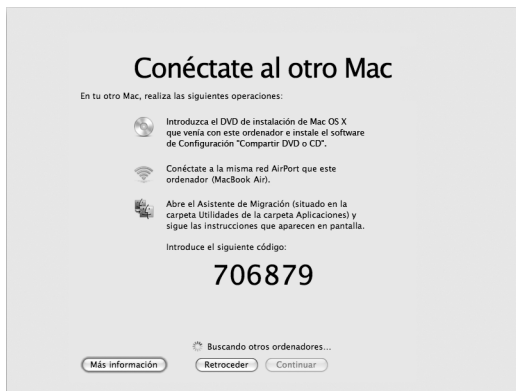 Conéctate al otro Mac
En tu otro Mac, realiza las siguientes operaciones:
Introduzca el DVD de instalación de Mac OS X
que venía con este ordenador e instale el software
de Configuración "Compartir DVD o CD".
Conéctate a la misma red AirPort que este
ordenador (MacBook Air).
Abre el Asistente de Migración (situado en la
carpeta Utilidades de la carpeta Aplicaciones) y
sigue las instrucciones que aparecen en pantalla.
Introduce el siguiente código:
706879
Buscando otros ordenadores...
Más información
Retroceder
Continuar